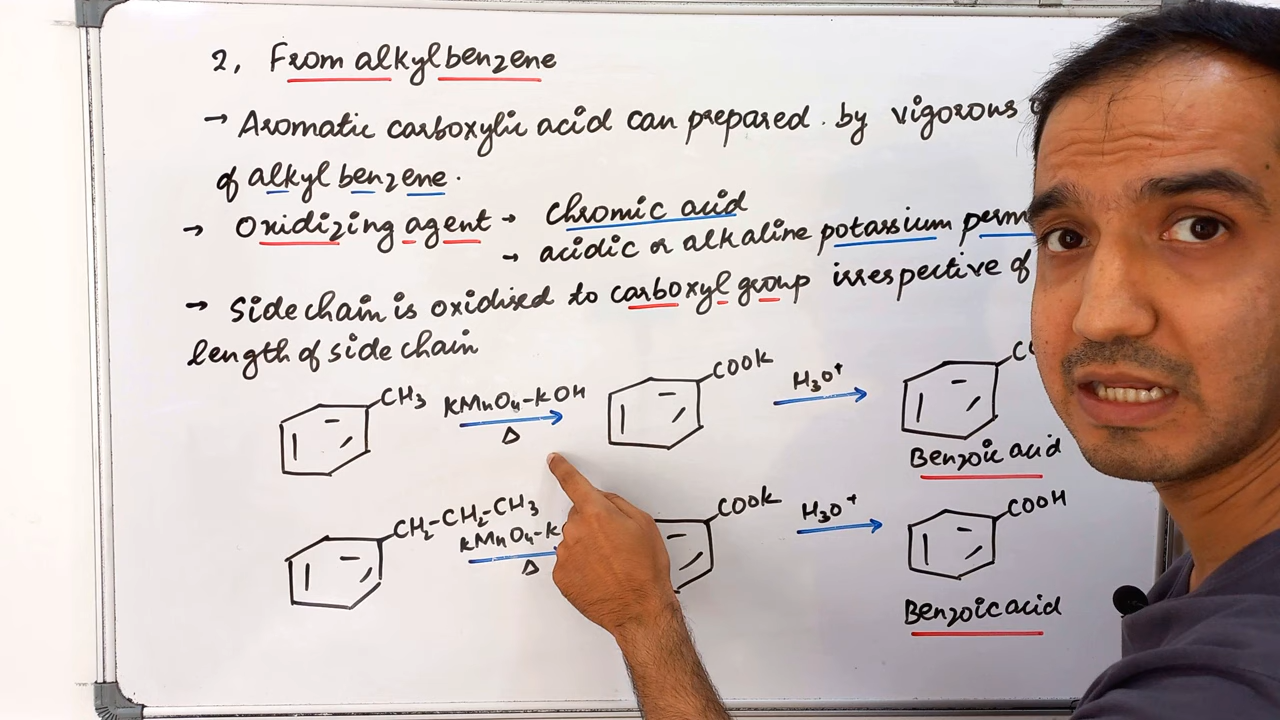 2, From alkylbenzene
→ Aromatic carboxylic acid can prepared. by vigorous
of alkyl benzene.
→ Oxidizing agent → Chromic acid
→ acidic or alkaline potassium
→ Side chain is oxidised to carboxyl group irrespective of
length of side chain
CH3 KMnO4-KOH COOK H3O+
Δ
Benzoic acid
CH2-CH2-CH3 COOK H3O+ COOH
KMnO4-K
Δ
Benzoic acid